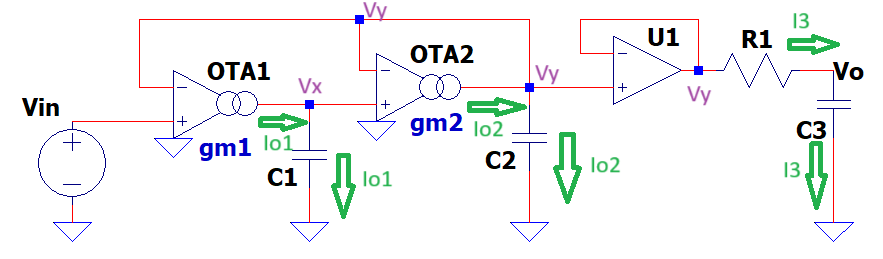 Vy
I3
OTA2
U1
R1
OTA1
Vo
Vx
Vy
Vin
Vy
gm2
Io2
Io1
C3
gm1
C2
Io2
C1
Io1
I3